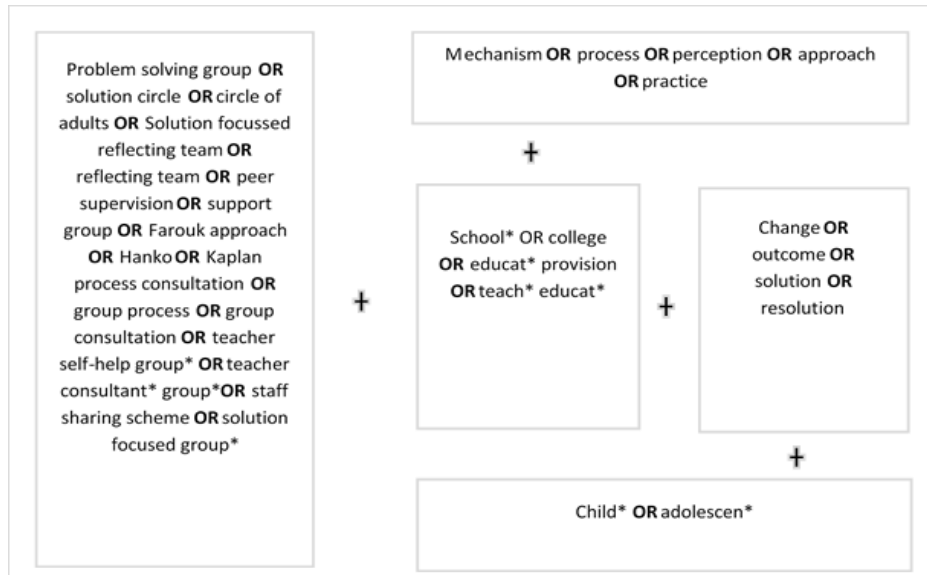 Problem solving group OR
solution circle OR circle of
adults OR Solution focussed
reflecting team OR
reflecting team OR peer
supervision OR support
group OR Farouk approach
OR Hanko OR Kaplan
process consultation OR
group process OR group
consultation OR teacher
self-help group* OR teacher
consultant* group*OR staff
sharing scheme OR solution
focused group*
+
Mechanism OR process OR perception OR approach
OR practice
+
School* OR college
OR educat* provision
OR teach* educat*
+
Change OR
outcome OR
solution OR
resolution
+
Child* OR adolescen*